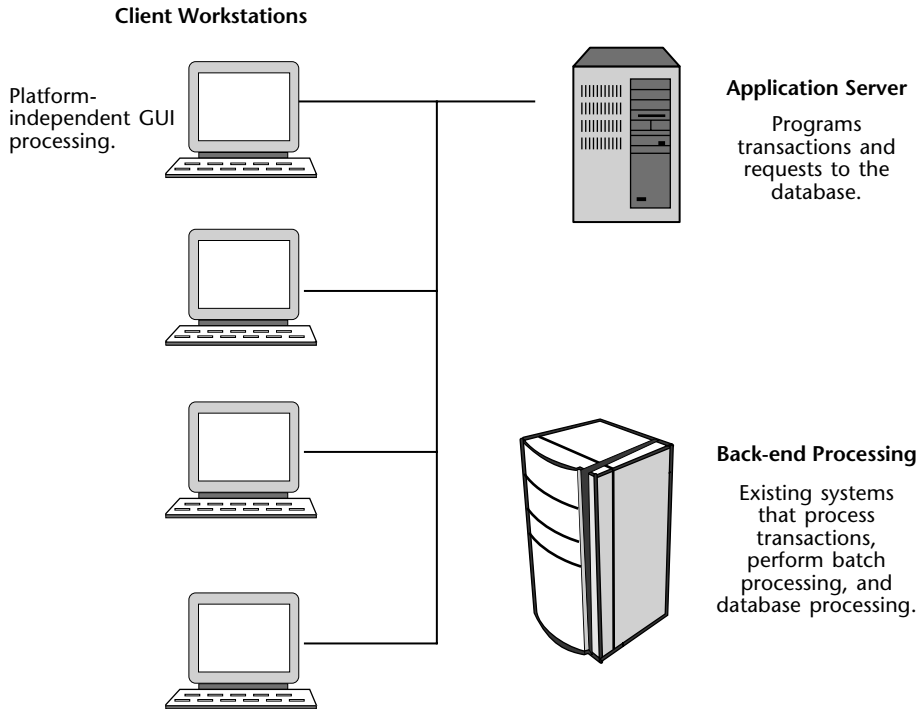 Client Workstations
Platform-
independent GUI
processing.
Application Server
Programs
transactions and
requests to the
database.
Back-end Processing
Existing systems
that process
transactions,
perform batch
processing, and
database processing.